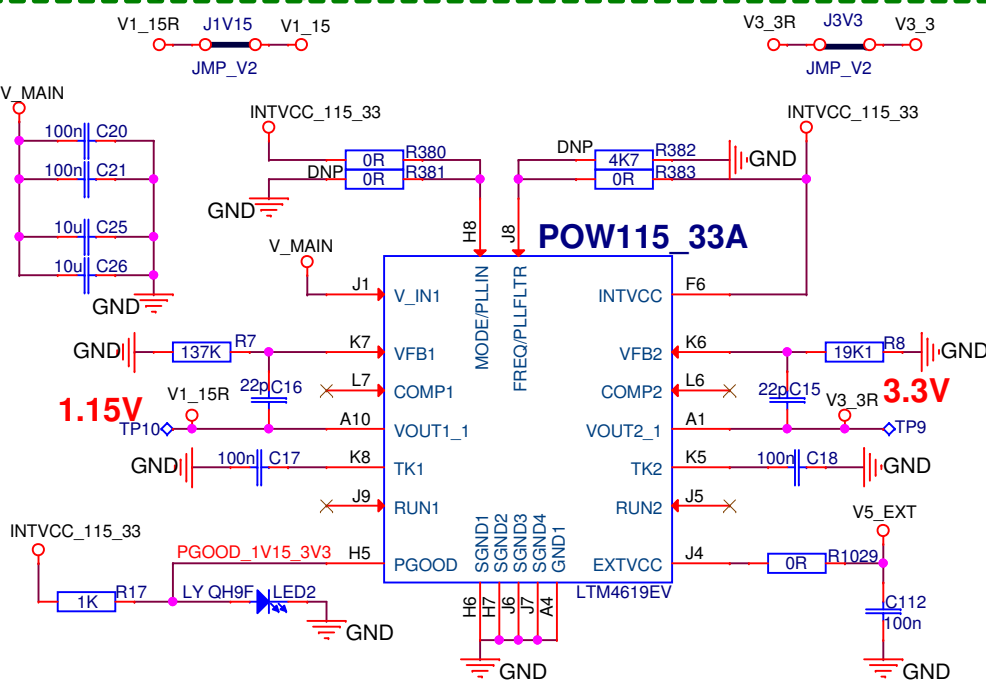 V1_15R J1V15 V1_15
JMP_V2
V3_3R J3V3 V3_3
JMP_V2
V_MAIN
100n C20
100n C21
10u C25
10u C26
GND
INTVCC_115_33
0R R380
DNP 0R R381
GND
INTVCC_115_33
DNP 4K7 R382
0R R383
GND
H8
J8
POW115_33A
V_MAIN
J1 V_IN1
MODE/PLLIN
FREQ/PLLFLTR
INTVCC F6
GND 137K R7
K7 VFB1
VFB2 K6
19K1 R8 GND
22p C16
L7 COMP1
COMP2 L6
22p C15
1.15V
V1_15R
TP10
A10 VOUT1_1
VOUT2_1 A1
3.3V
V3_3R
TP9
GND 100n C17
K8 TK1
TK2 K5
100n C18 GND
J9 RUN1
RUN2 J5
INTVCC_115_33
PGOOD_1V15_3V3
H5 PGOOD
SGND1
SGND2
SGND3
SGND4
GND1
EXTVCC J4
V5_EXT
0R R1029
1K R17
LY QH9F LED2
GND
LTM4619EV
H6
H7
J6
J7
A4
GND
C112
100n
GND